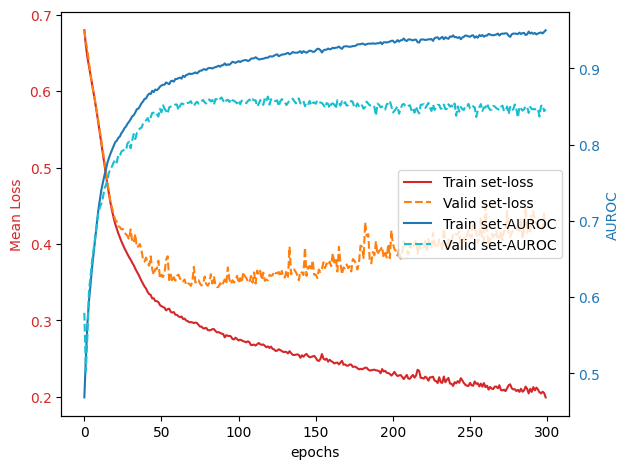 0.7
0.6
0.5
0.4
0.3
0.2
Mean Loss
0.9
0.8
0.7
0.6
0.5
AUROC
Train set-loss
Valid set-loss
Train set-AUROC
Valid set-AUROC
0
50
100
150
200
250
300
epochs